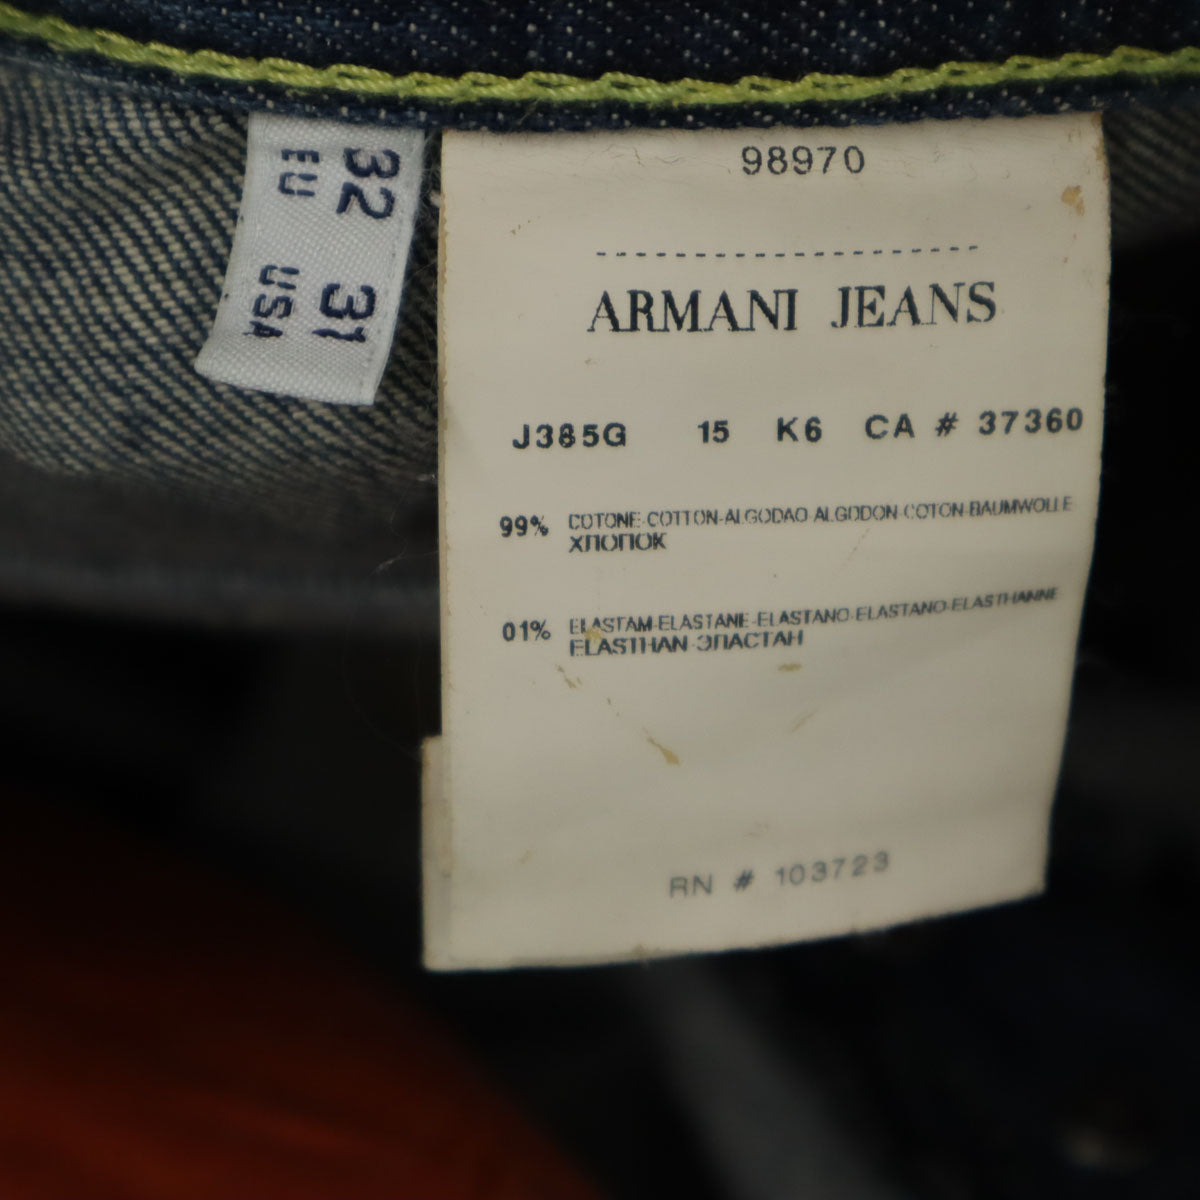 32 31
EU USA
98970
ARMANI JEANS
J385G 15 K6 CA # 37360
99% COTONE-COTTON-ALGODAO-ALGODON-COTON-BAUMWOLLE
ХЛОПОК
01% ELASTAM-ELASTANE-ELASTANO-ELASTANO-ELASTHANNE
ELASTHAN-ЭЛАСТАН
RN # 103723